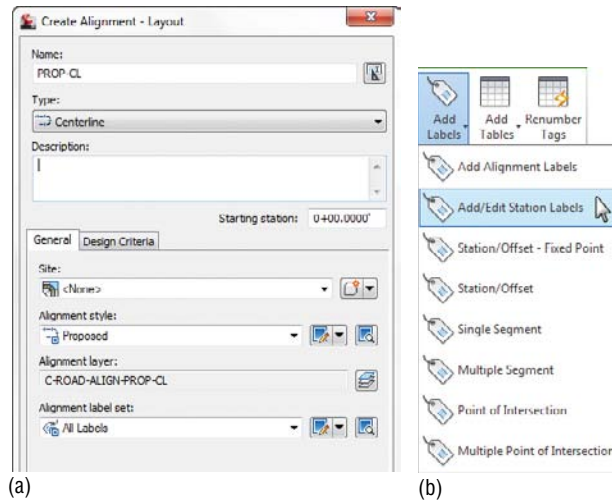 Create Alignment - Layout
Name:
PROP-CL
Type:
Centerline
Description:
Starting station: 0+00.0000'
General Design Criteria
Site:
<None>
Alignment style:
Proposed
Alignment layer:
C-ROAD-ALIGN-PROP-CL
Alignment label set:
All Labels
(a)
Add Labels
Add Tables
Renumber Tags
Add Alignment Labels
Add/Edit Station Labels
Station/Offset - Fixed Point
Station/Offset
Single Segment
Multiple Segment
Point of Intersection
Multiple Point of Intersection
(b)